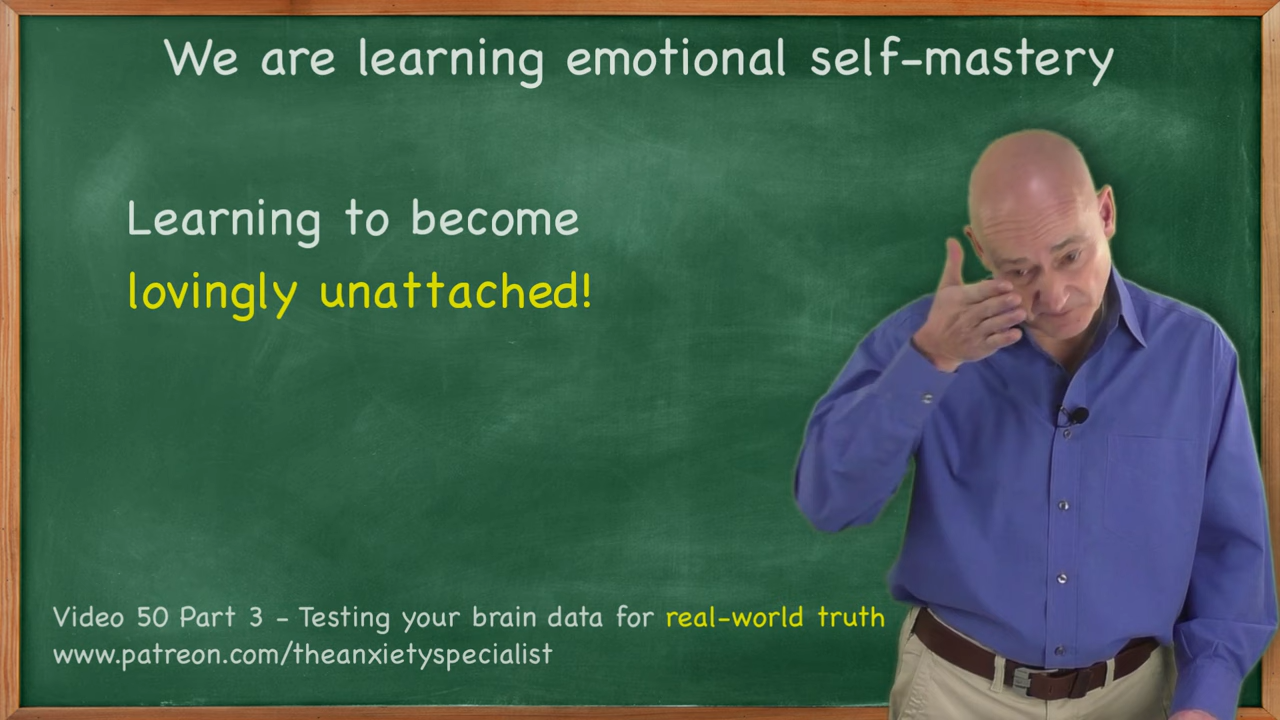 We are learning emotional self-mastery
Learning to become
lovingly unattached!
Video 50 Part 3 - Testing your brain data for real-world truth
www.patreon.com/theanxietyspecialist